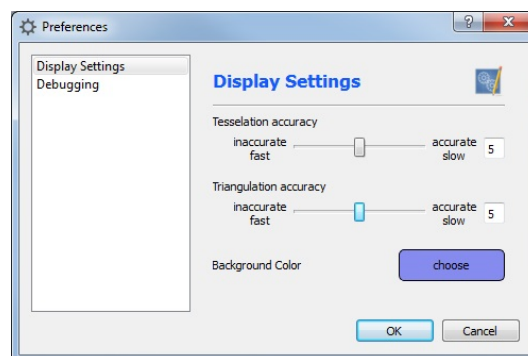 Preferences
?
Display Settings
Debugging
Display Settings
Tesselation accuracy
inaccurate
fast
accurate
slow
5
Triangulation accuracy
inaccurate
fast
accurate
slow
5
Background Color
choose
OK
Cancel